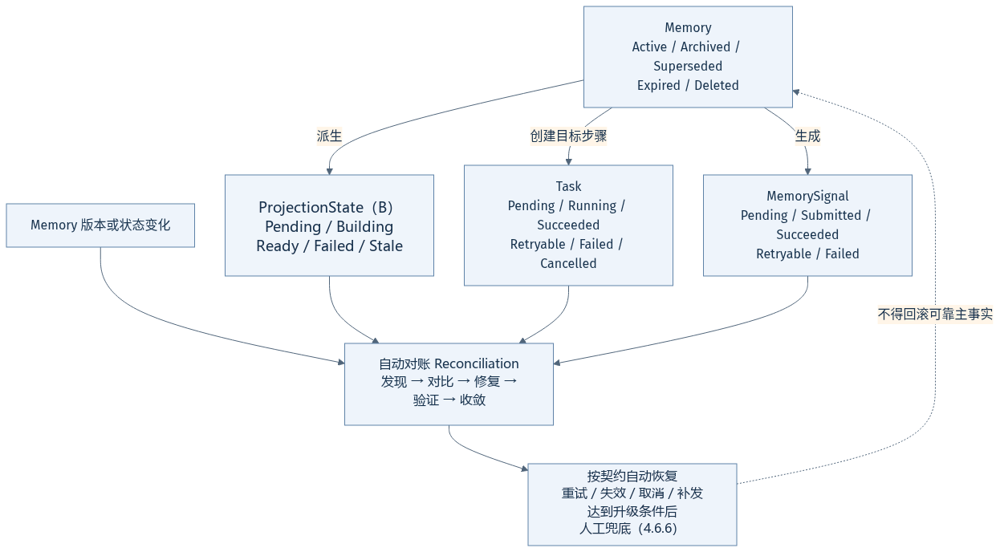 Memory
Active / Archived /
Superseded
Expired / Deleted
派生
创建目标步骤
生成
Memory 版本或状态变化
ProjectionState（B）
Pending / Building
Ready / Failed / Stale
Task
Pending / Running /
Succeeded
Retryable / Failed /
Cancelled
MemorySignal
Pending / Submitted /
Succeeded
Retryable / Failed
不得回滚可靠主事实
自动对账 Reconciliation
发现 → 对比 → 修复 →
验证 → 收敛
按契约自动恢复
重试 / 失效 / 取消 / 补发
达到升级条件后
人工兜底（4.6.6）